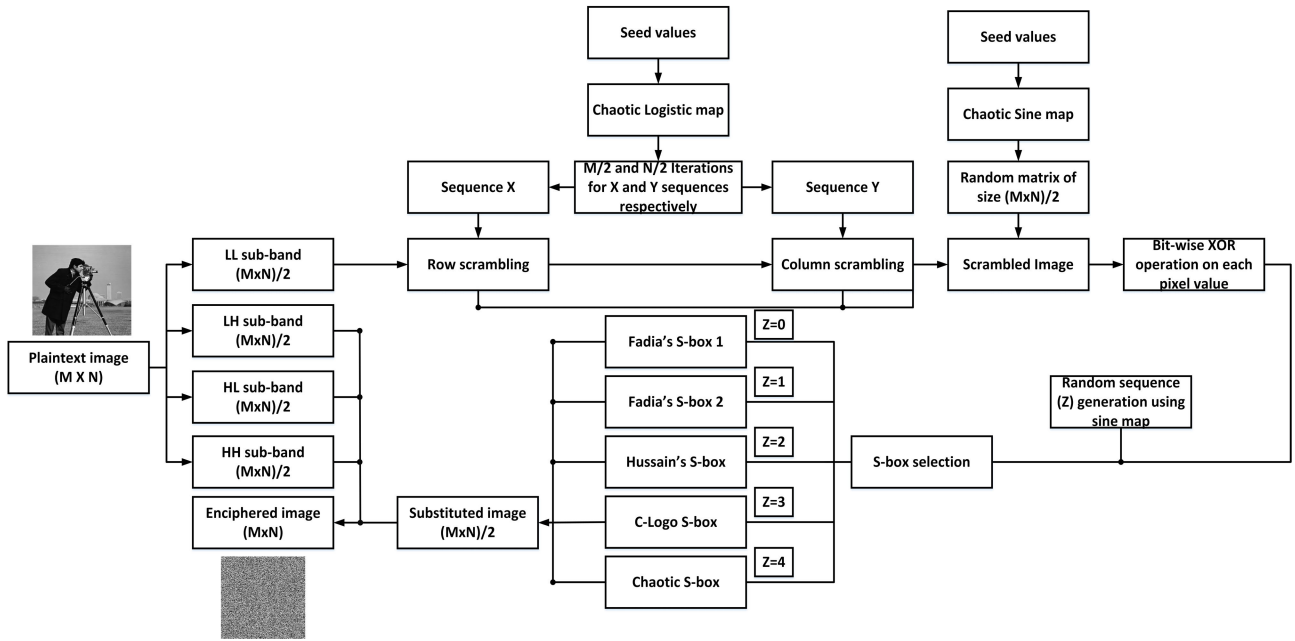 Seed values
Seed values
Chaotic Logistic map
Chaotic Sine map
Sequence X
M/2 and N/2 Iterations
for X and Y sequences
respectively
Sequence Y
Random matrix of
size (MxN)/2
LL sub-band
(MxN)/2
Row scrambling
Column scrambling
Scrambled Image
Bit-wise XOR
operation on each
pixel value
Plaintext image
(M X N)
LH sub-band
(MxN)/2
HL sub-band
(MxN)/2
HH sub-band
(MxN)/2
Enciphered image
(MxN)
Substituted image
(MxN)/2
Fadia's S-box 1
Z=0
Fadia's S-box 2
Z=1
Hussain's S-box
Z=2
C-Logo S-box
Z=3
Chaotic S-box
Z=4
S-box selection
Random sequence
(Z) generation using
sine map